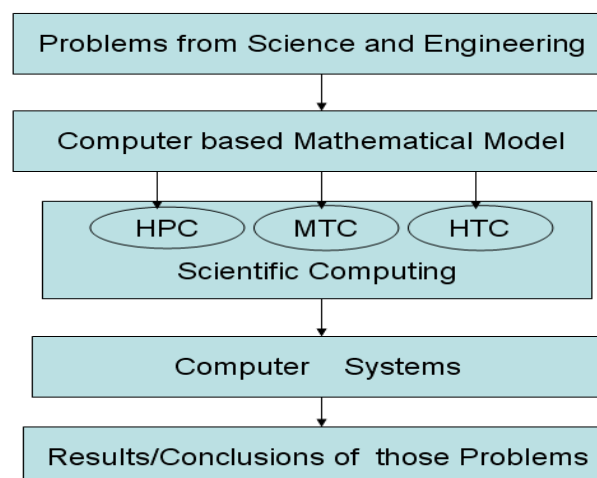 Problems from Science and Engineering
Computer based Mathematical Model
HPC MTC HTC
Scientific Computing
Computer Systems
Results/Conclusions of those Problems